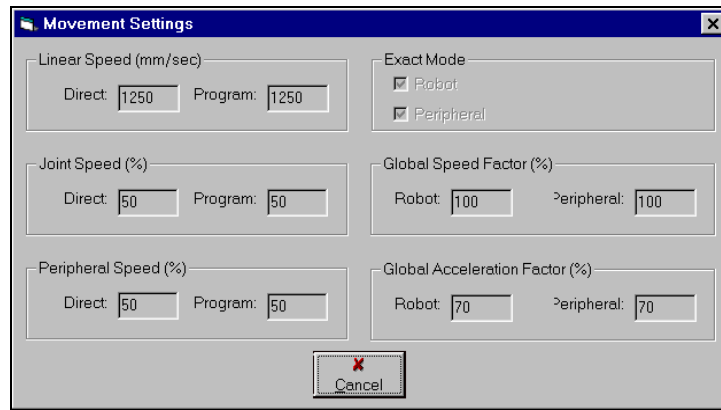 Movement Settings
Linear Speed (mm/sec)
Direct: 1250 Program: 1250
Exact Mode
Robot
Peripheral
Joint Speed (%)
Direct: 50 Program: 50
Global Speed Factor (%)
Robot: 100 Peripheral: 100
Peripheral Speed (%)
Direct: 50 Program: 50
Global Acceleration Factor (%)
Robot: 70 Peripheral: 70
Cancel